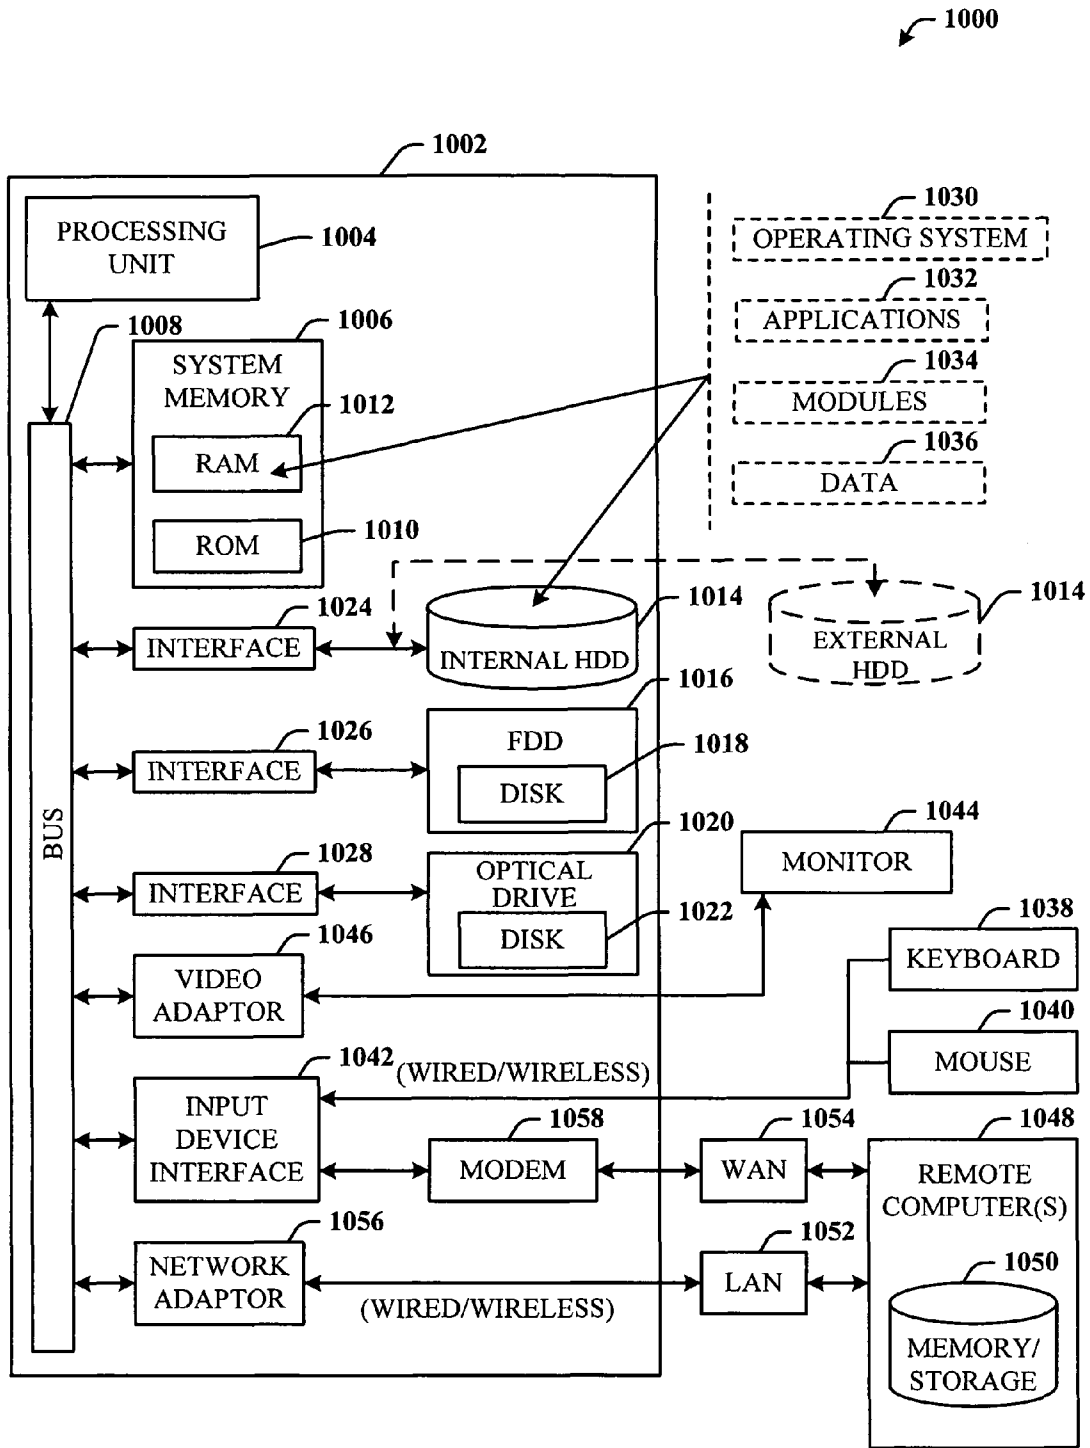 1000
1002
PROCESSING
UNIT
1004
1030
OPERATING SYSTEM
1032
APPLICATIONS
1034
MODULES
1036
DATA
1008
1006
SYSTEM
MEMORY
1012
RAM
1010
ROM
1024
INTERFACE
1014
INTERNAL HDD
1014
EXTERNAL
HDD
1016
FDD
1026
INTERFACE
1018
DISK
BUS
1020
OPTICAL
DRIVE
1028
INTERFACE
1022
DISK
1044
MONITOR
1046
VIDEO
ADAPTOR
1038
KEYBOARD
1040
MOUSE
1042
(WIRED/WIRELESS)
INPUT
DEVICE
INTERFACE
1058
MODEM
1054
WAN
1048
REMOTE
COMPUTER(S)
1056
NETWORK
ADAPTOR
(WIRED/WIRELESS)
1052
LAN
1050
MEMORY/
STORAGE